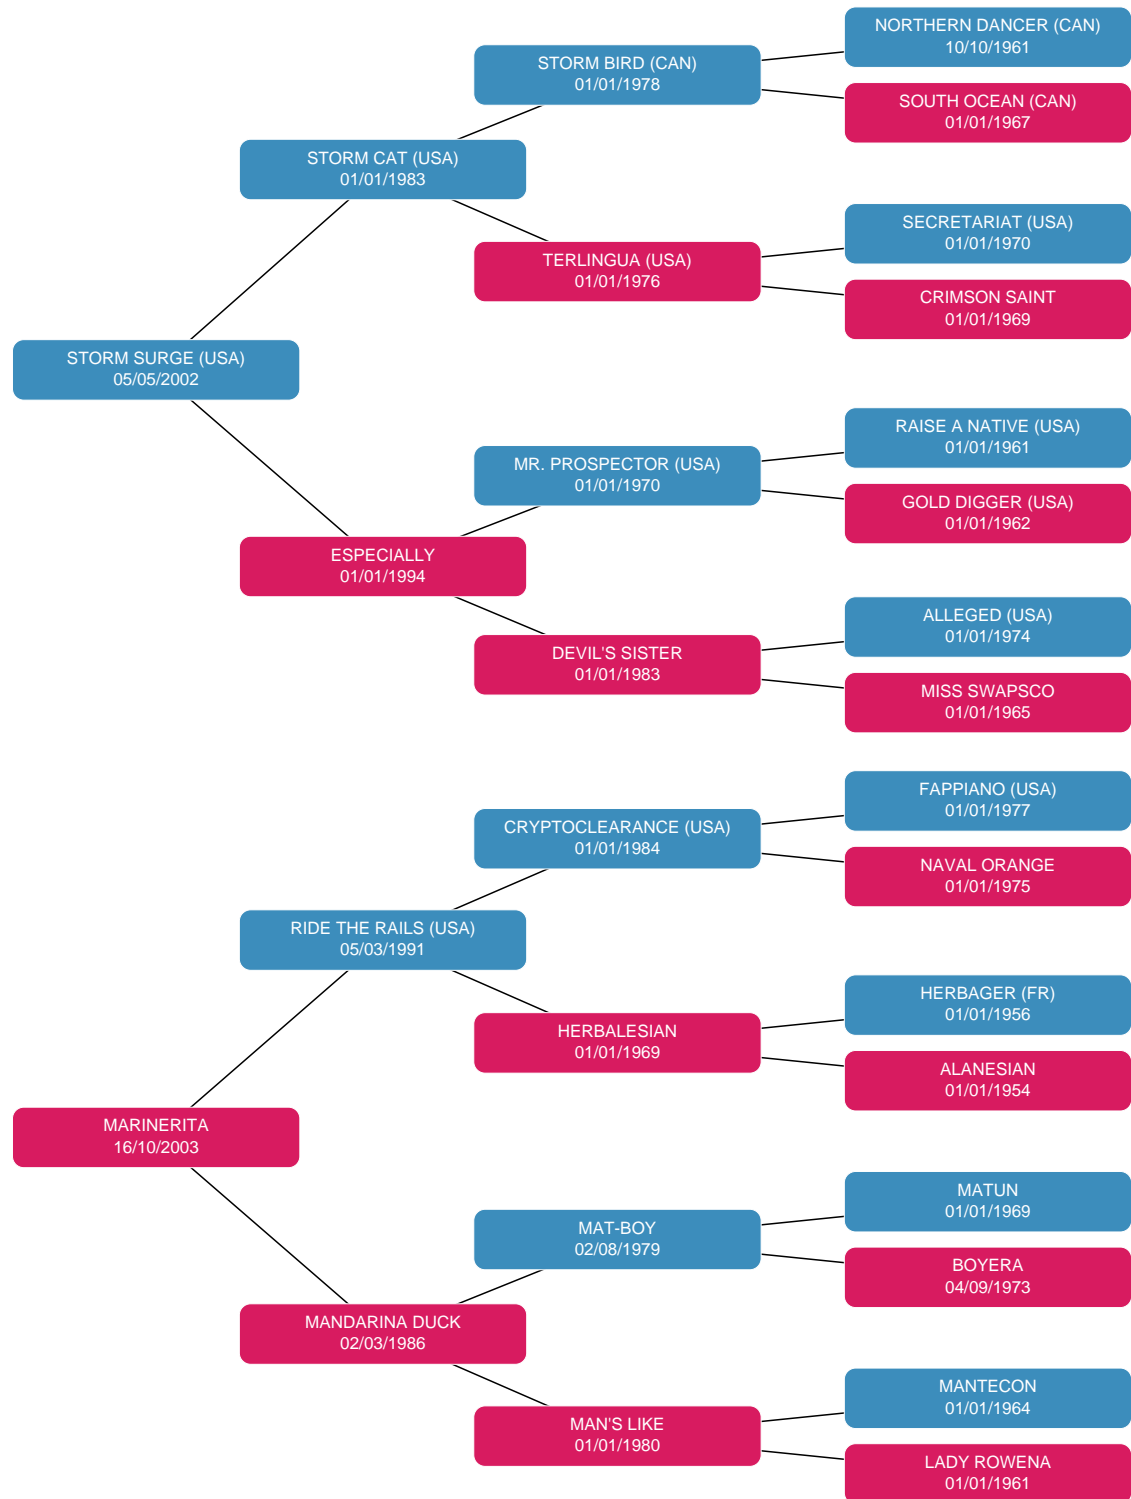 NORTHERN DANCER (CAN)
10/10/1961
STORM BIRD (CAN)
01/01/1978
SOUTH OCEAN (CAN)
01/01/1967
STORM CAT (USA)
01/01/1983
SECRETARIAT (USA)
01/01/1970
TERLINGUA (USA)
01/01/1976
CRIMSON SAINT
01/01/1969
STORM SURGE (USA)
05/05/2002
RAISE A NATIVE (USA)
01/01/1961
MR. PROSPECTOR (USA)
01/01/1970
GOLD DIGGER (USA)
01/01/1962
ESPECIALLY
01/01/1994
ALLEGED (USA)
01/01/1974
DEVIL'S SISTER
01/01/1983
MISS SWAPSCO
01/01/1965
FAPPIANO (USA)
01/01/1977
CRYPTOCLEARANCE (USA)
01/01/1984
NAVAL ORANGE
01/01/1975
RIDE THE RAILS (USA)
05/03/1991
HERBAGER (FR)
01/01/1956
HERBALESIAN
01/01/1969
ALANESIAN
01/01/1954
MARINERITA
16/10/2003
MATUN
01/01/1969
MAT-BOY
02/08/1979
BOYERA
04/09/1973
MANDARINA DUCK
02/03/1986
MANTECON
01/01/1964
MAN'S LIKE
01/01/1980
LADY ROWENA
01/01/1961